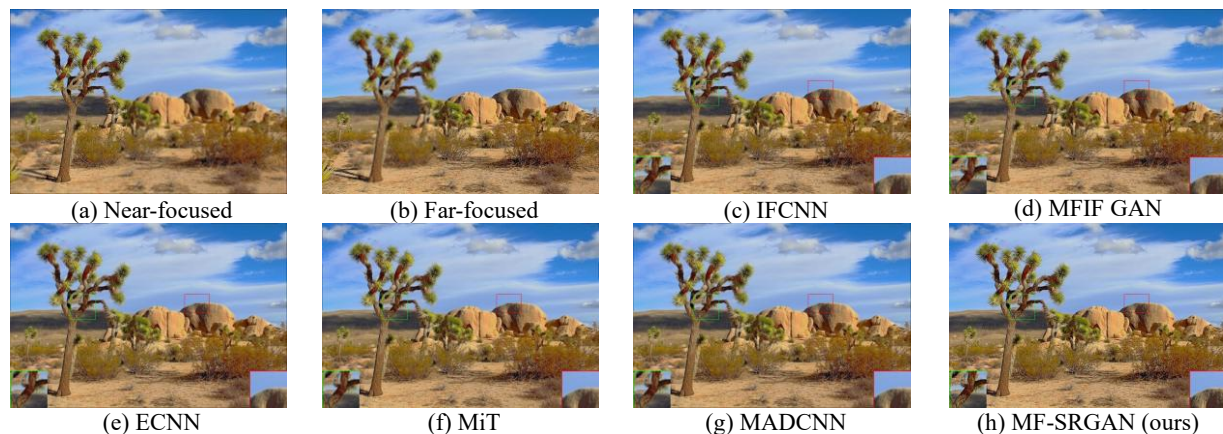 (a) Near-focused
(b) Far-focused
(c) IFCNN
(d) MFIF GAN
(e) ECNN
(f) MiT
(g) MADCNN
(h) MF-SRGAN (ours)